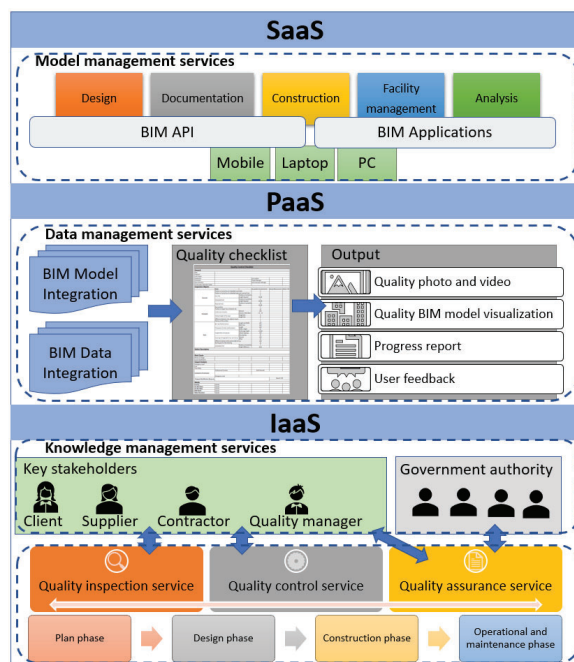 SaaS
Model management services
Design
Documentation
Construction
Facility
management
Analysis
BIM API
BIM Applications
Mobile
Laptop
PC
PaaS
Data management services
BIM Model
Integration
BIM Data
Integration
Quality checklist
Output
Quality photo and video
Quality BIM model visualization
Progress report
User feedback
IaaS
Knowledge management services
Key stakeholders
Client
Supplier
Contractor
Quality manager
Government authority
Quality inspection service
Quality control service
Quality assurance service
Plan phase
Design phase
Construction phase
Operational and
maintenance phase